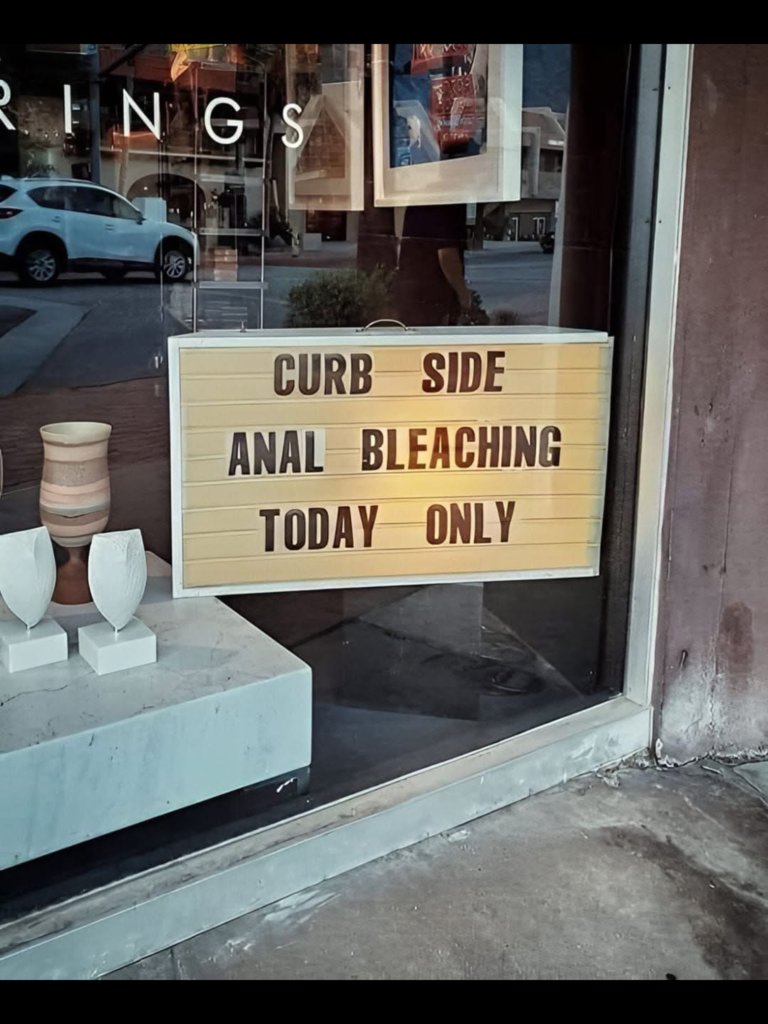 RINGS
CURB SIDE
ANAL BLEACHING
TODAY ONLY